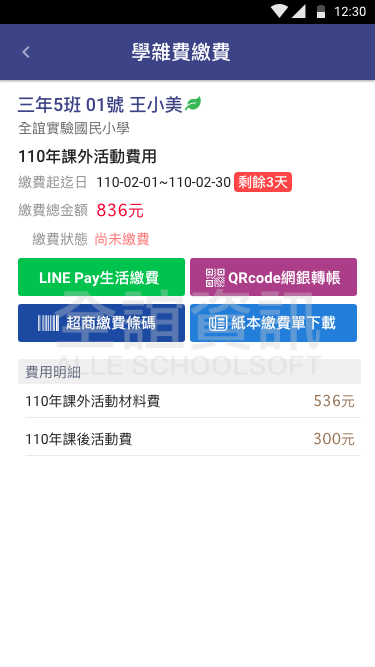 12:30
學雜費繳費
三年5班 01號 王小美
全誼實驗國民小學
110年課外活動費用
繳費起迄日 110-02-01~110-02-30 剩餘3天
繳費總金額 836元
繳費狀態 尚未繳費
LINE Pay生活繳費 QRcode網銀轉帳
全誼資訊
超商繳費條碼 紙本繳費單下載
ALLE SCHOOLSOFT
費用明細
110年課外活動材料費 536元
110年課後活動費 300元